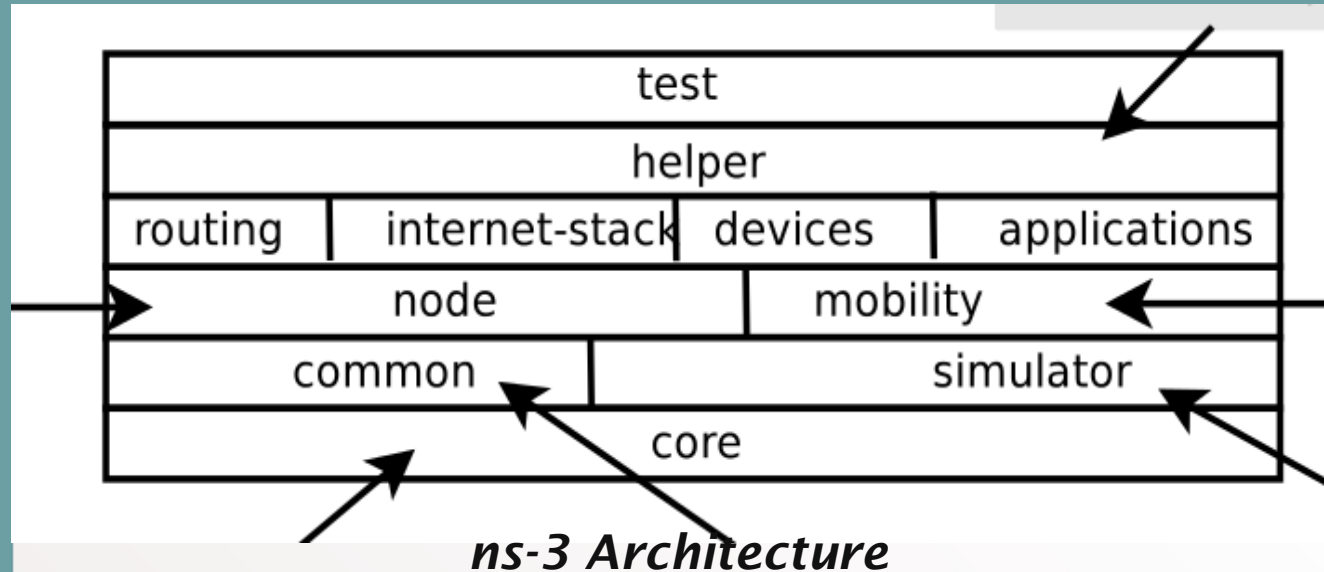 test
helper
routing internet-stack devices applications
node mobility
common simulator
core
ns-3 Architecture